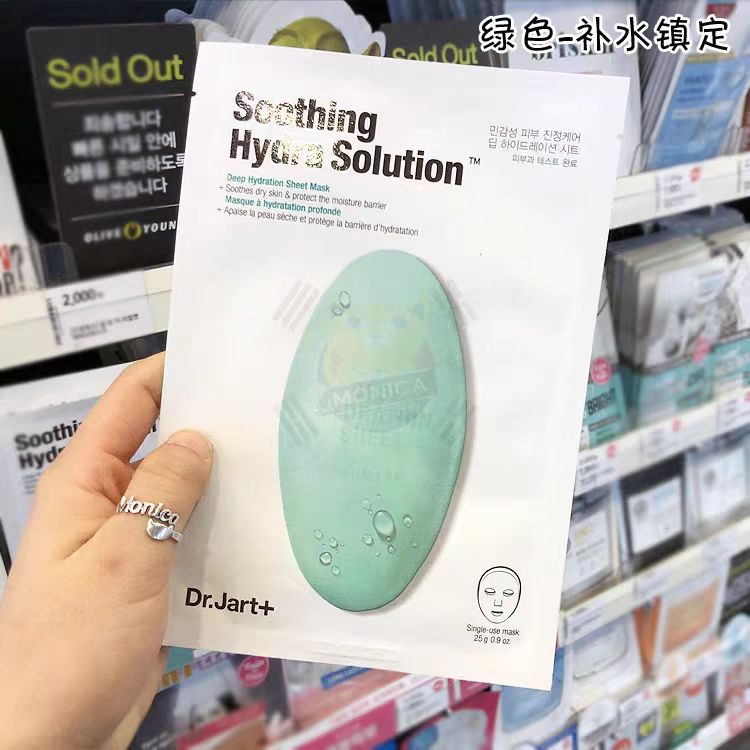 绿色-补水镇定
Sold Out
Sold Out
죄송합니다
빠른 시일 안에
상품을 준비하도록
하겠습니다
OLIVE YOUN
2,000
Soothing
Hydra Solution™
민감성 피부 진정케어
딥 하이드레이션 시트
피부과 테스트 완료
Deep Hydration Sheet Mask
+ Soothes dry skin & protect the moisture barrier
Masque à hydratation profonde
+ Apaise la peau sèche et protège la barrière d'hydratation
MONICA
Soothing
Hydr
Monica
Dr.Jart+
Single-use mask
25 g 0.9 oz